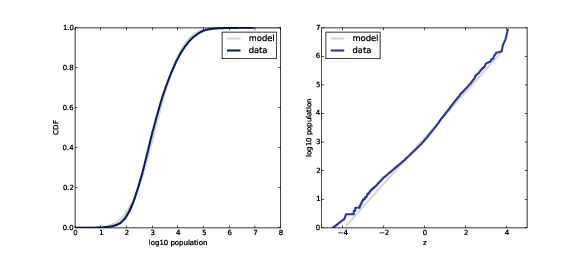 model
data
CDF
1.0
0.8
0.6
0.4
0.2
0.0
0 1 2 3 4 5 6 7 8
log10 population
model
data
log10 population
7
6
5
4
3
2
1
0
−4 −2 0 2 4
z